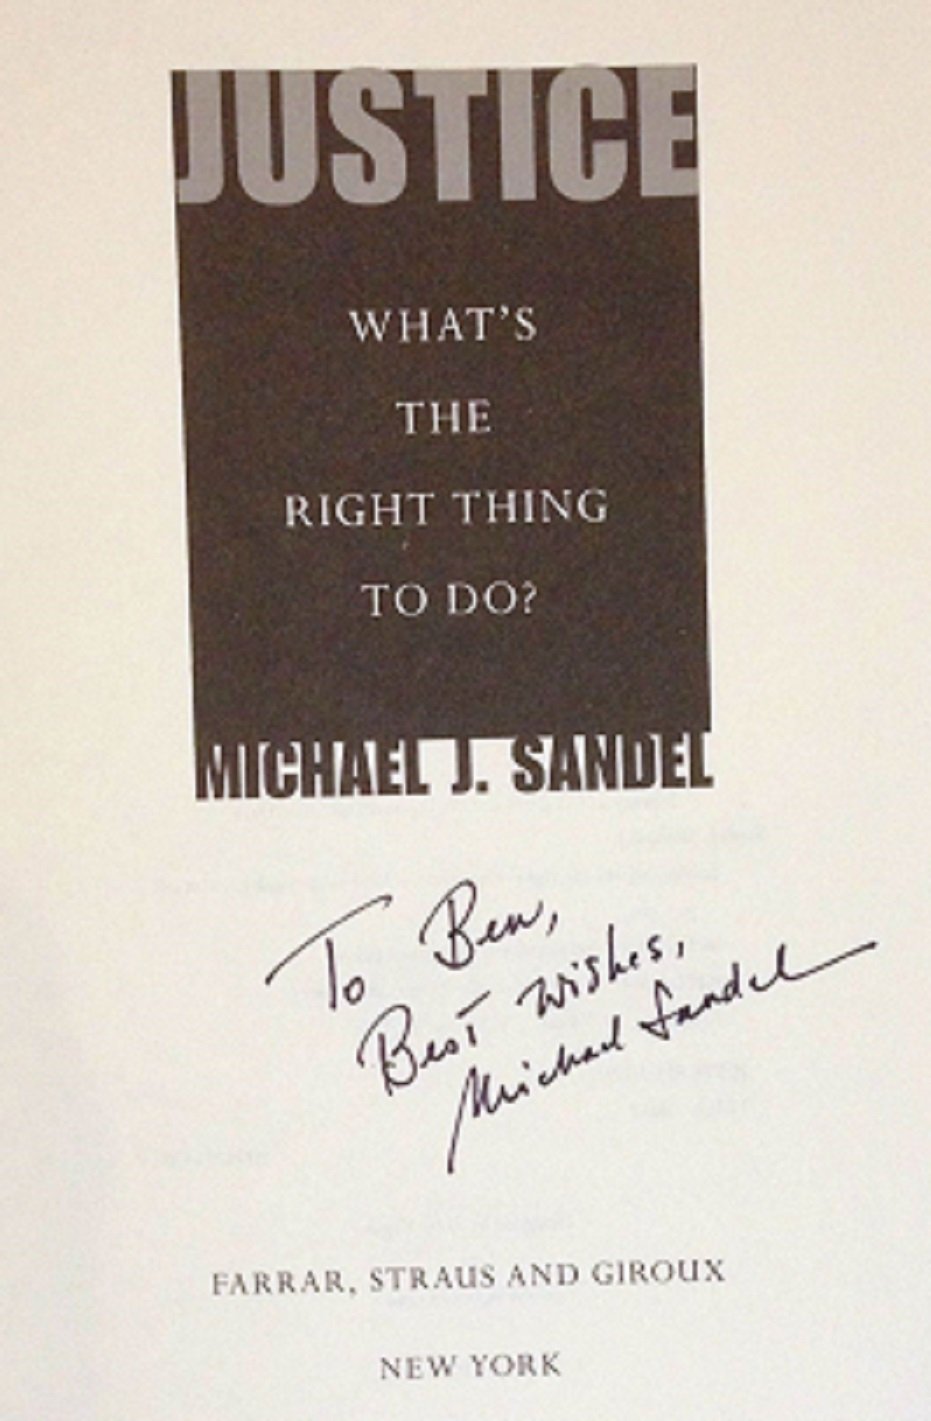 JUSTICE
WHAT'S
THE
RIGHT THING
TO DO?
MICHAEL J. SANDEL
To Ben,
Best wishes,
Michael Sandel
FARRAR, STRAUS AND GIROUX
NEW YORK